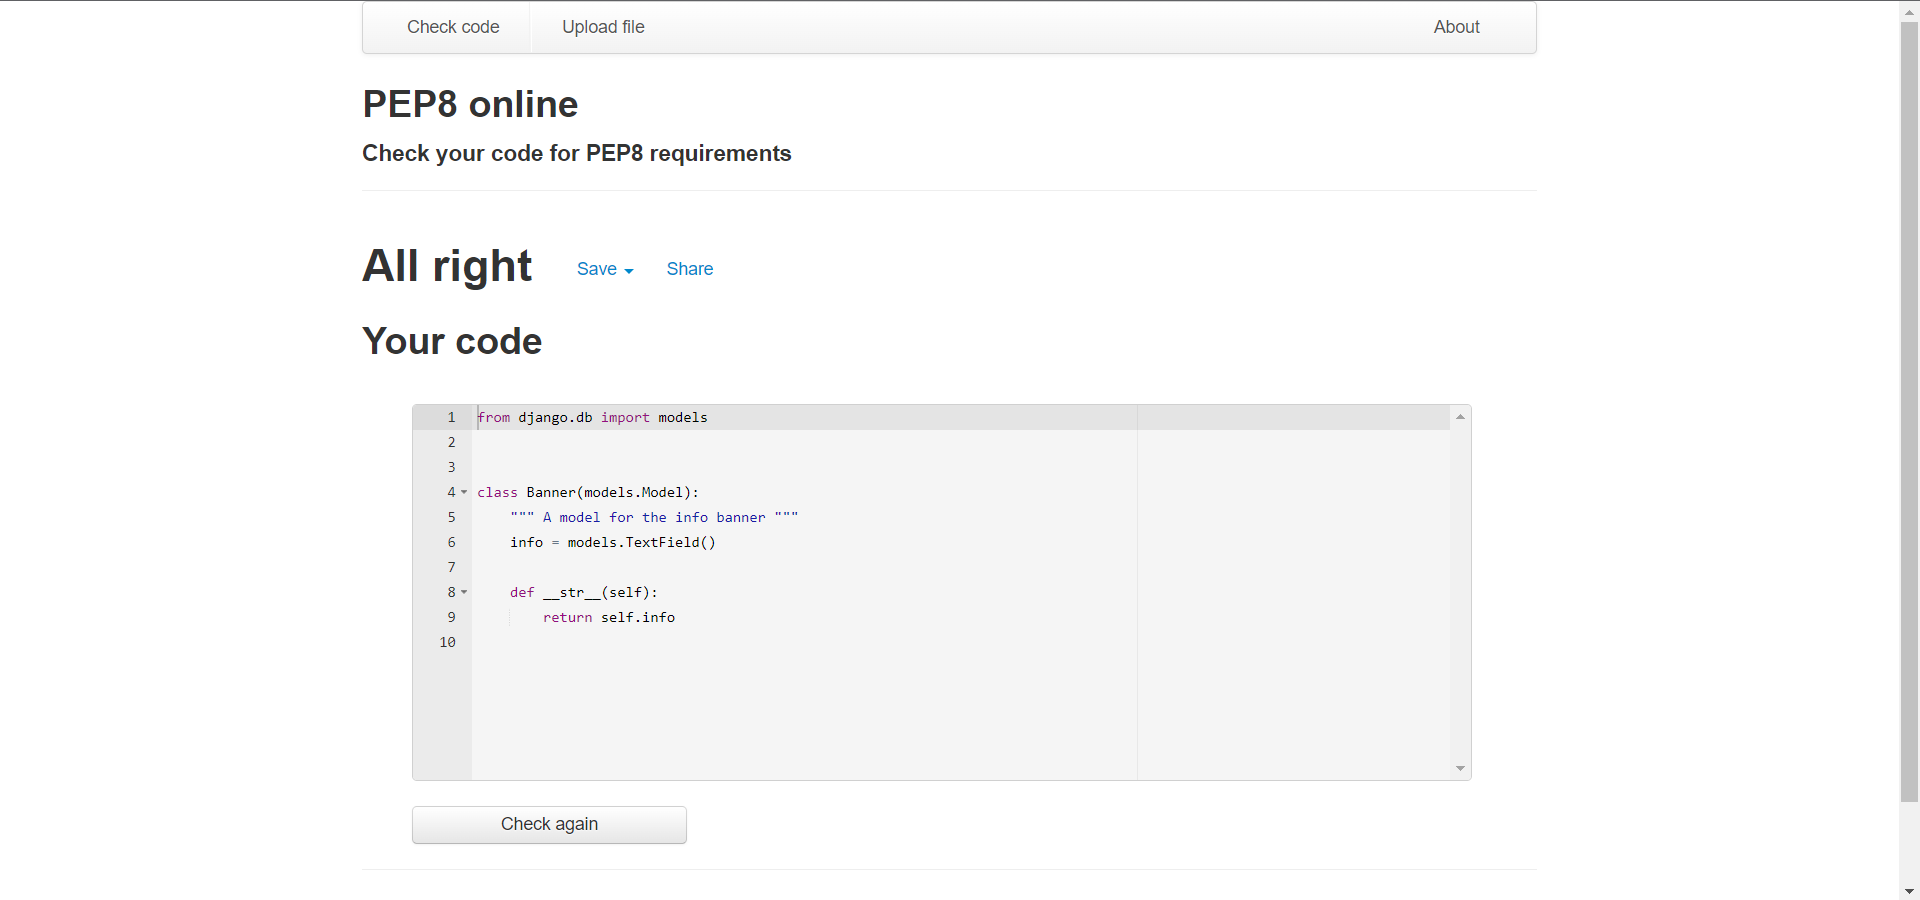 Check code Upload file About
PEP8 online
Check your code for PEP8 requirements
All right Save Share
Your code
1 from django.db import models
2
3
4 class Banner(models.Model):
5     """ A model for the info banner """
6     info = models.TextField()
7
8     def __str__(self):
9         return self.info
10
Check again